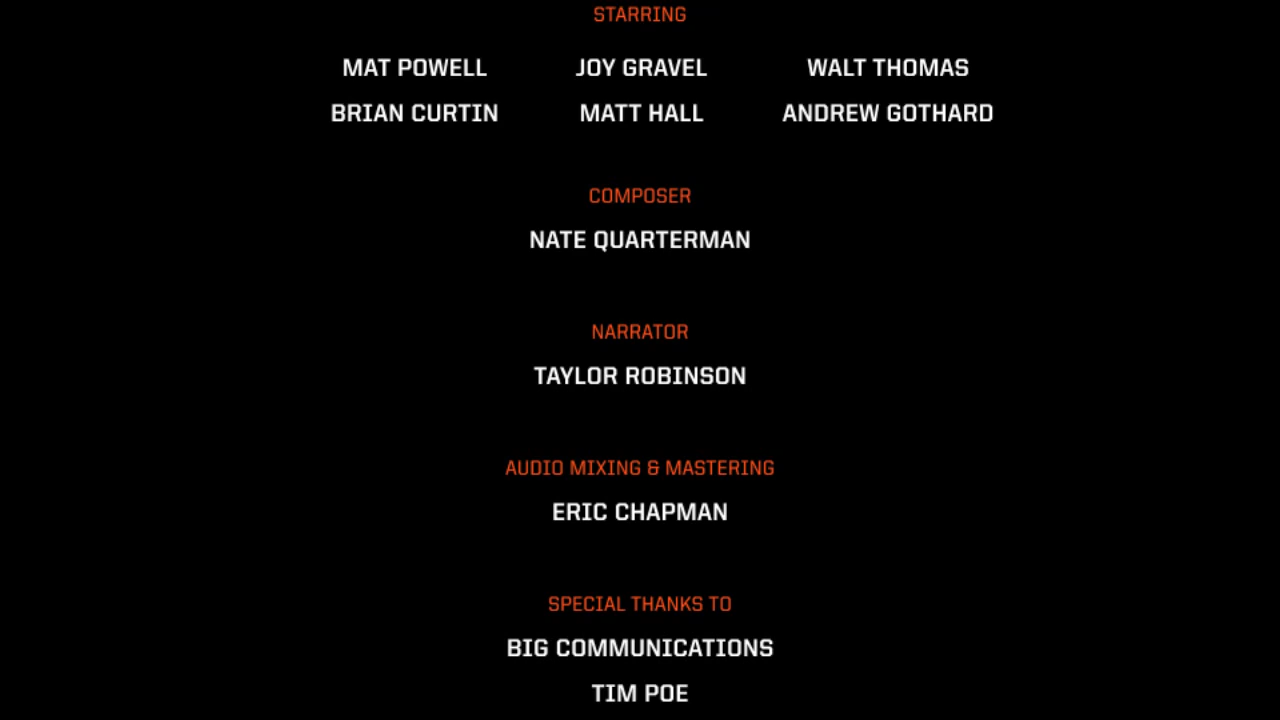 STARRING
MAT POWELL JOY GRAVEL WALT THOMAS
BRIAN CURTIN MATT HALL ANDREW GOTHARD
COMPOSER
NATE QUARTERMAN
NARRATOR
TAYLOR ROBINSON
AUDIO MIXING & MASTERING
ERIC CHAPMAN
SPECIAL THANKS TO
BIG COMMUNICATIONS
TIM POE